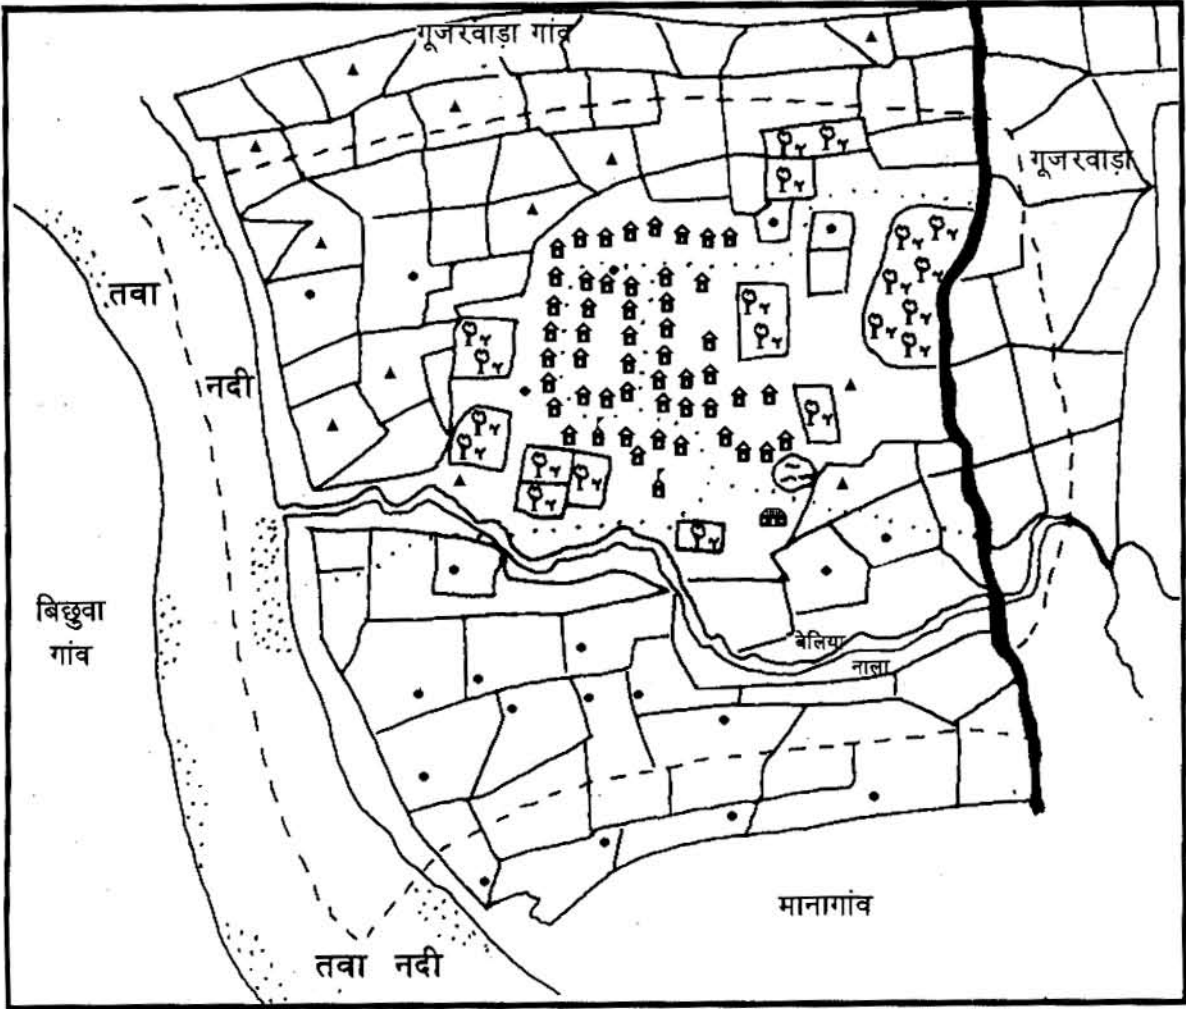 गूजरवाड़ा गांव
गूजरवाड़ा
तवा
नदी
बिछुवा
गांव
बेलिया
नाला
मानागांव
तवा नदी